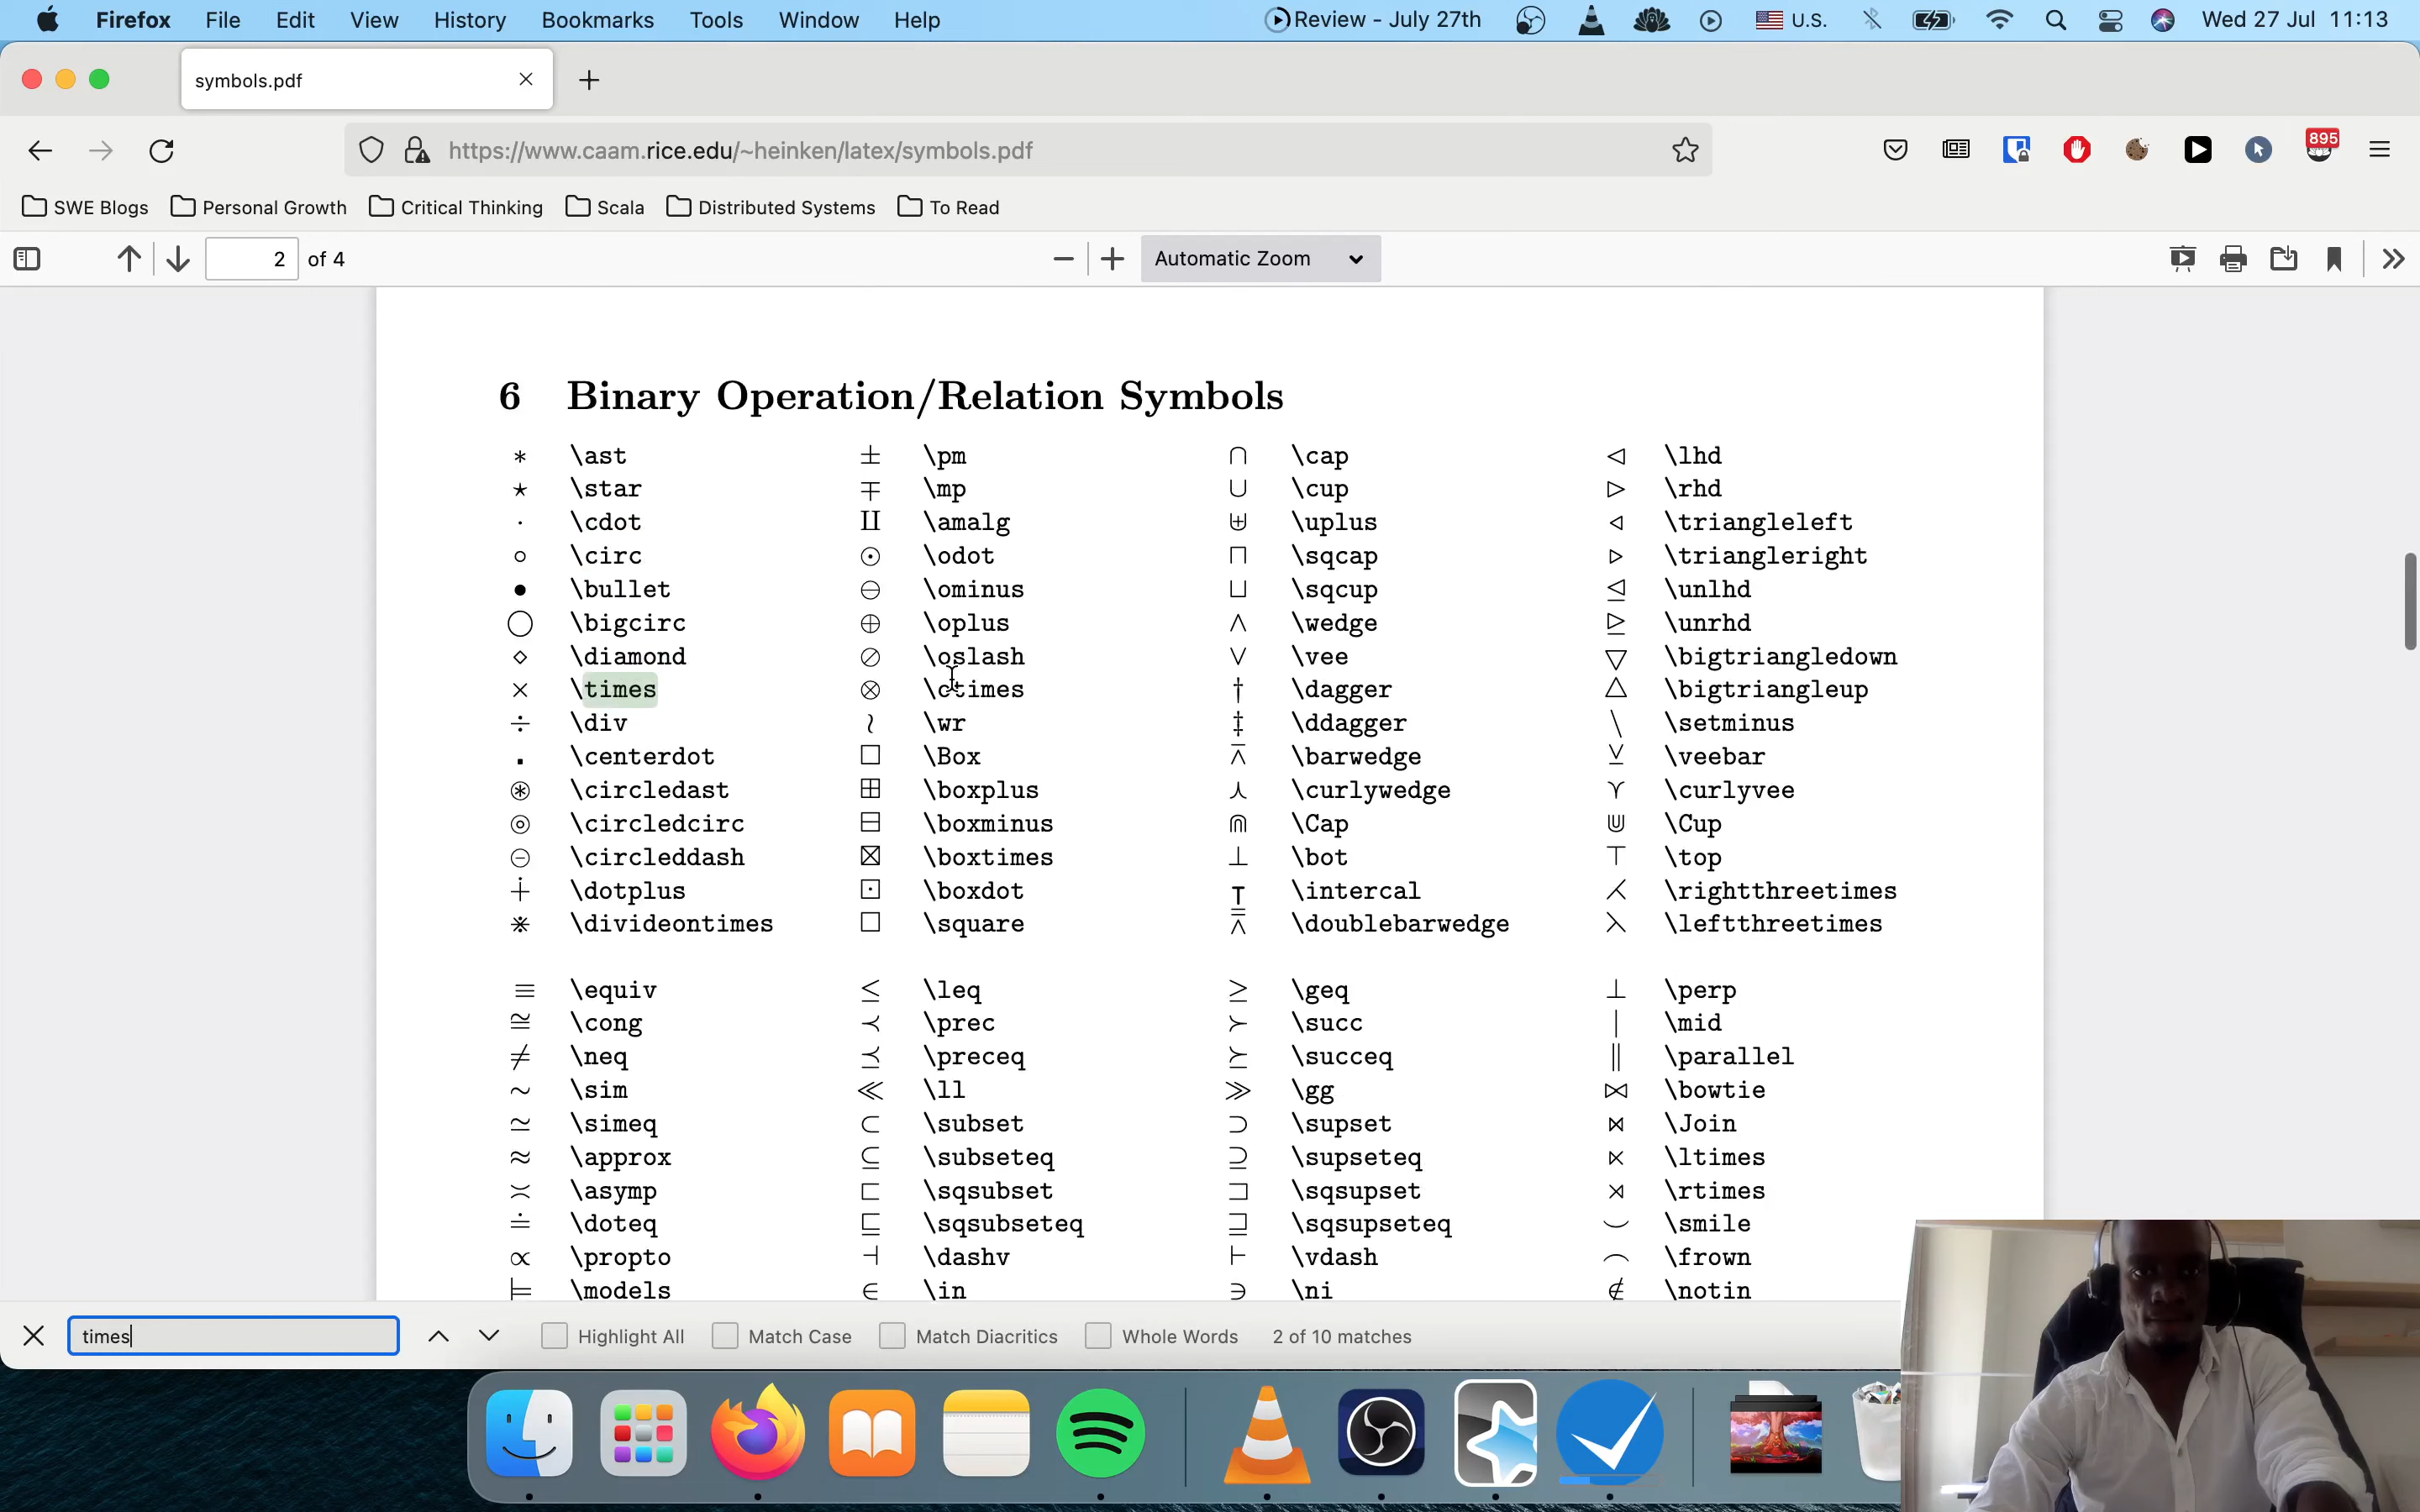 Firefox File Edit View History Bookmarks Tools Window Help Review - July 27th U.S. Wed 27 Jul 11:13
symbols.pdf
https://www.caam.rice.edu/~heinken/latex/symbols.pdf 895
SWE Blogs Personal Growth Critical Thinking Scala Distributed Systems To Read
2 of 4 Automatic Zoom
6 Binary Operation/Relation Symbols
∗ \ast ± \pm ∩ \cap ⊲ \lhd
⋆ \star ∓ \mp ∪ \cup ⊳ \rhd
· \cdot ⨿ \amalg ⊎ \uplus ◁ \triangleleft
∘ \circ ⊙ \odot ⊓ \sqcap ▷ \triangleright
• \bullet ⊖ \ominus ⊔ \sqcup ⊴ \unlhd
◯ \bigcirc ⊕ \oplus ∧ \wedge ⊵ \unrhd
⋄ \diamond ⊘ \oslash ∨ \vee ▽ \bigtriangledown
× \times ⊗ \otimes † \dagger △ \bigtriangleup
÷ \div ≀ \wr ‡ \ddagger \ \setminus
▪ \centerdot □ \Box ⊼ \barwedge ⊻ \veebar
⊛ \circledast ⊞ \boxplus ⋏ \curlywedge ⋎ \curlyvee
⊚ \circledcirc ⊟ \boxminus ⋒ \Cap ⋓ \Cup
⊝ \circleddash ⊠ \boxtimes ⊥ \bot ⊤ \top
∔ \dotplus ⊡ \boxdot ⊺ \intercal ⋌ \rightthreetimes
⋇ \divideontimes □ \square ⩞ \doublebarwedge ⋋ \leftthreetimes
≡ \equiv ≤ \leq ≥ \geq ⊥ \perp
≅ \cong ≺ \prec ≻ \succ ∣ \mid
≠ \neq ⪯ \preceq ⪰ \succeq ∥ \parallel
∼ \sim ≪ \ll ≫ \gg ⋈ \bowtie
≃ \simeq ⊂ \subset ⊃ \supset ⋈ \Join
≈ \approx ⊆ \subseteq ⊇ \supseteq ⋉ \ltimes
≍ \asymp ⊏ \sqsubset ⊐ \sqsupset ⋊ \rtimes
≐ \doteq ⊑ \sqsubseteq ⊒ \sqsupseteq ⌣ \smile
∝ \propto ⊣ \dashv ⊢ \vdash ⌢ \frown
⊨ \models ∈ \in ∋ \ni ∉ \notin
times Highlight All Match Case Match Diacritics Whole Words 2 of 10 matches